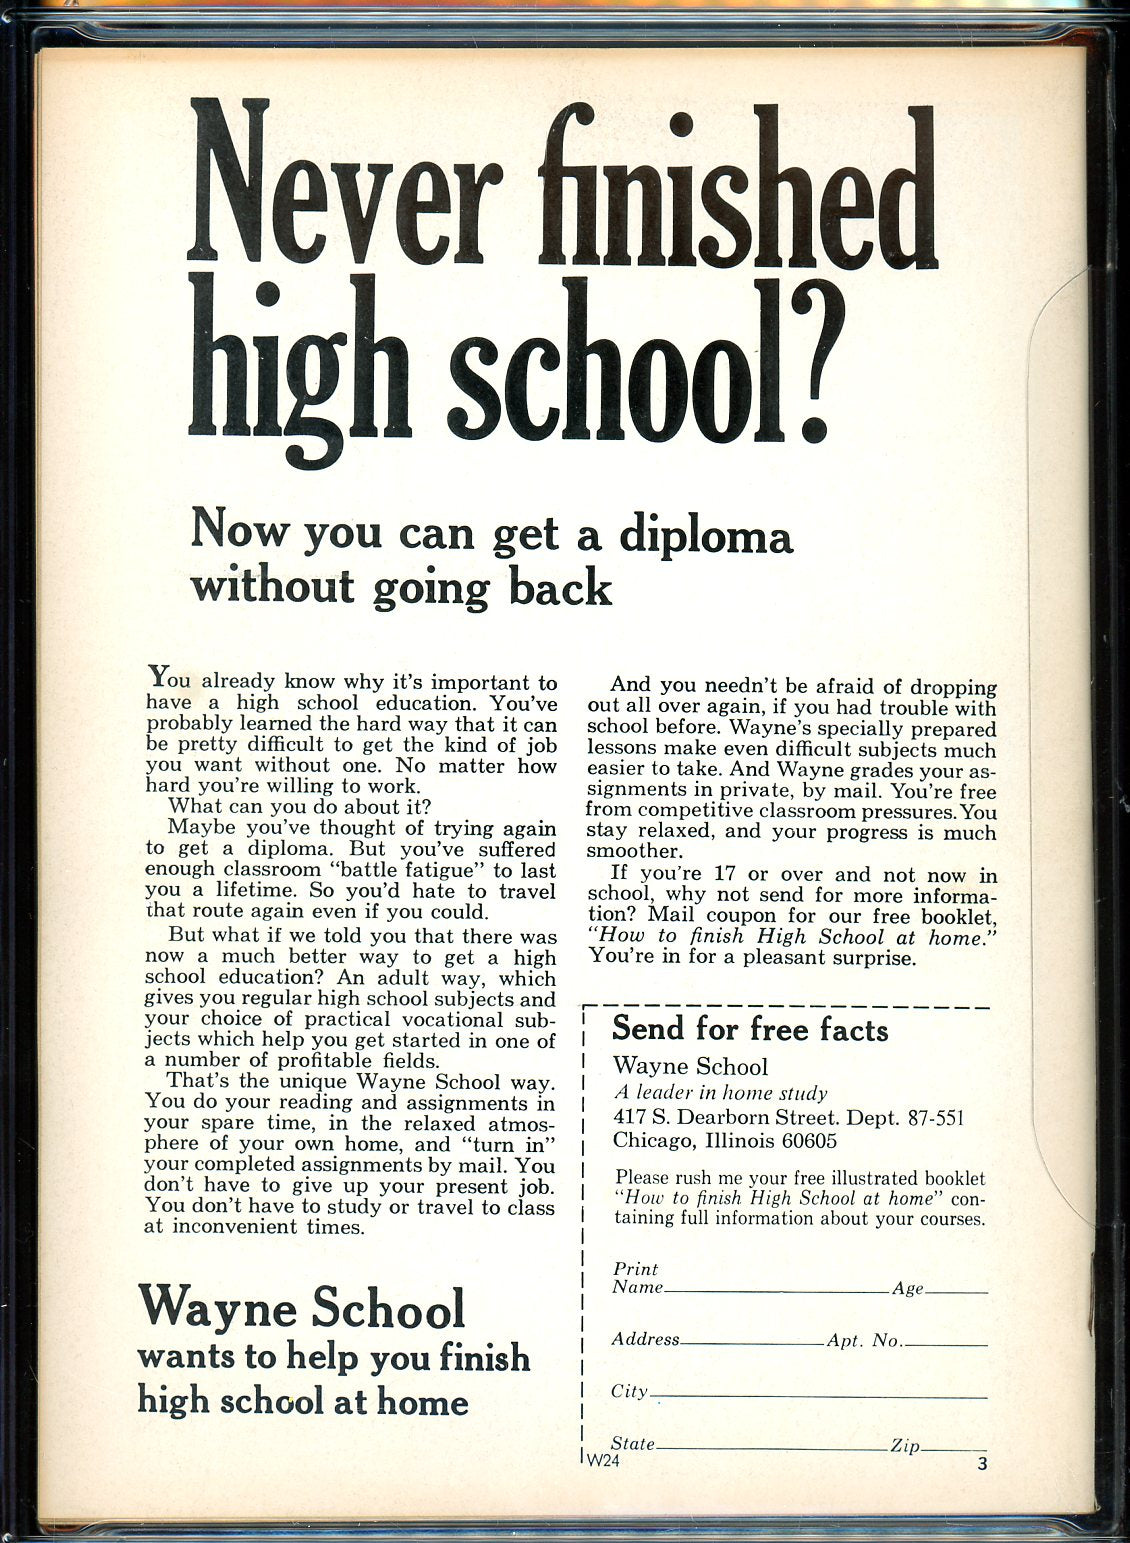 Never finished
high school?
Now you can get a diploma
without going back
You already know why it's important to
have a high school education. You've
probably learned the hard way that it can
be pretty difficult to get the kind of job
you want without one. No matter how
hard you're willing to work.
What can you do about it?
Maybe you've thought of trying again
to get a diploma. But you've suffered
enough classroom "battle fatigue" to last
you a lifetime. So you'd hate to travel
that route again even if you could.
But what if we told you that there was
now a much better way to get a high
school education? An adult way, which
gives you regular high school subjects and
your choice of practical vocational sub-
jects which help you get started in one of
a number of profitable fields.
That's the unique Wayne School way.
You do your reading and assignments in
your spare time, in the relaxed atmos-
phere of your own home, and "turn in"
your completed assignments by mail. You
don't have to give up your present job.
You don't have to study or travel to class
at inconvenient times.
Wayne School
wants to help you finish
high school at home
And you needn't be afraid of dropping
out all over again, if you had trouble with
school before. Wayne's specially prepared
lessons make even difficult subjects much
easier to take. And Wayne grades your as-
signments in private, by mail. You're free
from competitive classroom pressures. You
stay relaxed, and your progress is much
smoother.
If you're 17 or over and not now in
school, why not send for more informa-
tion? Mail coupon for our free booklet,
"How to finish High School at home."
You're in for a pleasant surprise.
Send for free facts
Wayne School
A leader in home study
417 S. Dearborn Street. Dept. 87-551
Chicago, Illinois 60605
Please rush me your free illustrated booklet
"How to finish High School at home" con-
taining full information about your courses.
Print
Name Age
Address Apt. No.
City
State Zip
W24 3